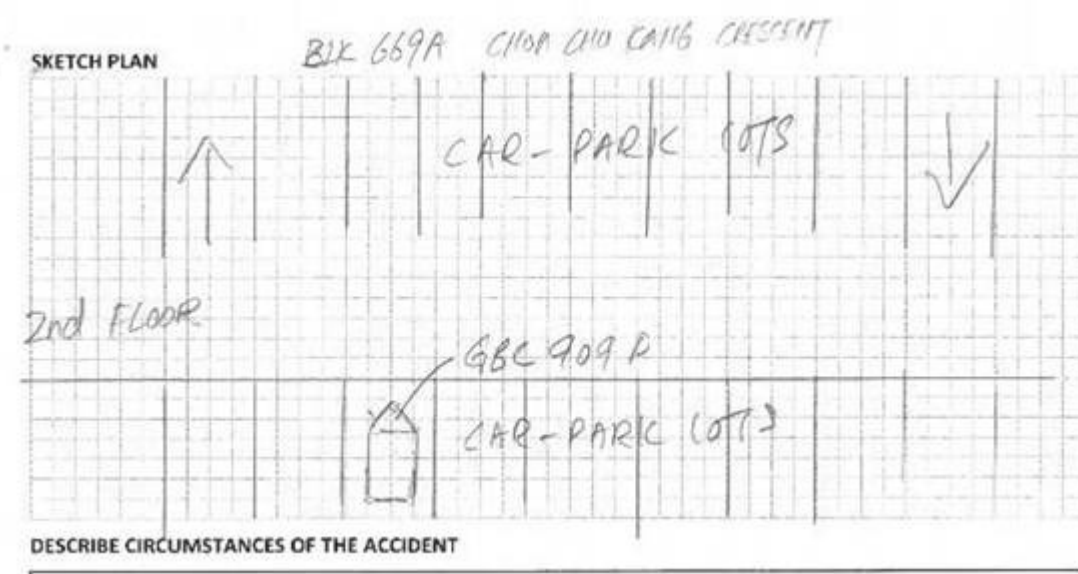 BLK 669A CHOA CHU KANG CRESCENT
SKETCH PLAN
CAR-PARK LOTS
2nd FLOOR
GBC 909 P
CAR-PARK LOTS
DESCRIBE CIRCUMSTANCES OF THE ACCIDENT